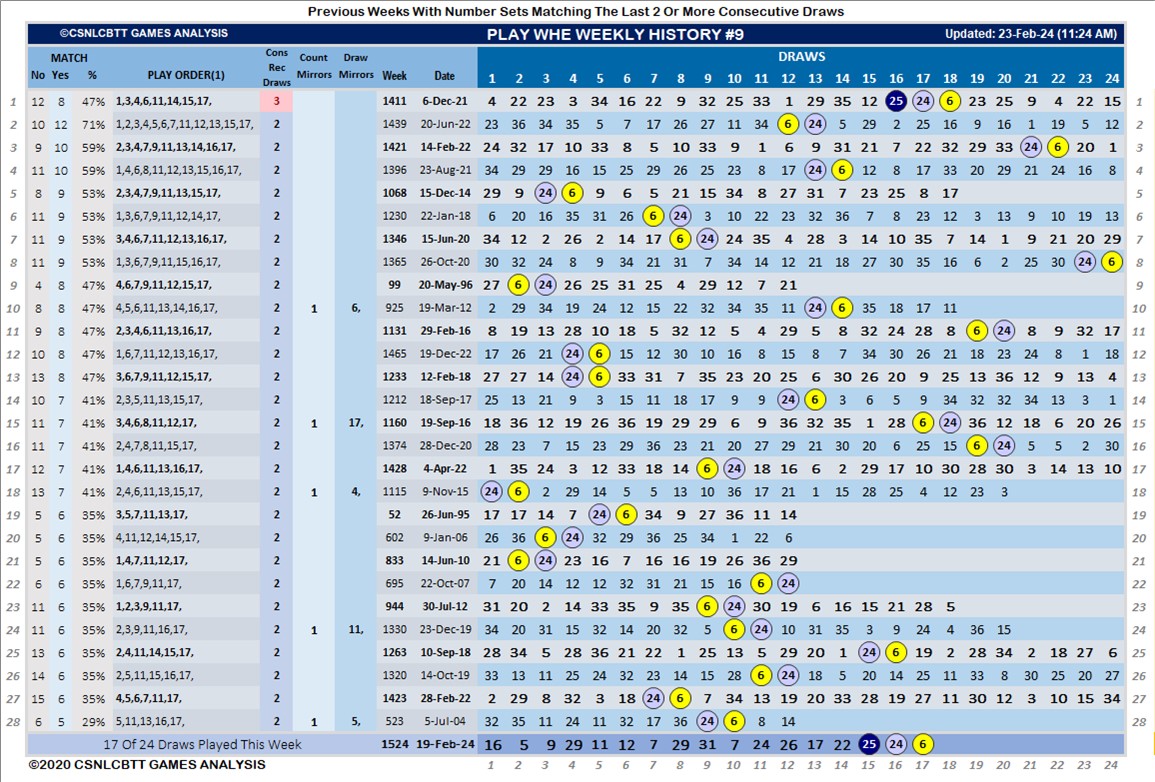 Previous Weeks With Number Sets Matching The Last 2 Or More Consecutive Draws
©CSNLCBTT GAMES ANALYSIS PLAY WHE WEEKLY HISTORY #9 Updated: 23-Feb-24 (11:24 AM)
MATCH Cons Rec Draws Count Mirrors Draw Mirrors DRAWS
No Yes % PLAY ORDER(1) Week Date 1 2 3 4 5 6 7 8 9 10 11 12 13 14 15 16 17 18 19 20 21 22 23 24
1 12 8 47% 1,3,4,6,11,14,15,17, 3 1411 6-Dec-21 4 22 23 3 34 16 22 9 32 25 33 1 29 35 12 25 24 6 23 25 9 4 22 15 1
2 10 12 71% 1,2,3,4,5,6,7,11,12,13,15,17, 2 1439 20-Jun-22 23 36 34 35 5 7 17 26 27 11 34 6 24 5 29 2 25 16 9 16 1 19 5 12 2
3 9 10 59% 2,3,4,7,9,11,13,14,16,17, 2 1421 14-Feb-22 24 32 17 10 33 8 5 10 33 9 1 6 9 31 21 7 22 32 29 33 24 6 20 1 3
4 11 10 59% 1,4,6,8,11,12,13,15,16,17, 2 1396 23-Aug-21 34 29 29 16 15 25 29 26 25 23 8 17 24 6 12 8 17 33 20 29 21 24 16 8 4
5 8 9 53% 2,3,4,7,9,11,13,15,17, 2 1068 15-Dec-14 29 9 24 6 9 6 5 21 15 34 8 27 31 7 23 25 8 17 5
6 11 9 53% 1,3,6,7,9,11,12,14,17, 2 1230 22-Jan-18 6 20 16 35 31 26 6 24 3 10 22 23 32 36 7 8 23 12 3 13 9 10 19 13 6
7 11 9 53% 3,4,6,7,11,12,13,16,17, 2 1346 15-Jun-20 34 12 2 26 2 14 17 6 24 24 35 4 28 3 14 10 35 7 14 1 9 21 20 29 7
8 11 9 53% 1,3,6,7,9,11,15,16,17, 2 1365 26-Oct-20 30 32 24 8 9 34 21 31 7 34 14 12 21 18 27 30 35 16 6 2 25 30 24 6 8
9 4 8 47% 4,6,7,9,11,12,15,17, 2 99 20-May-96 27 6 24 26 25 31 25 4 29 12 7 21 9
10 8 8 47% 4,5,6,11,13,14,16,17, 2 1 6, 925 19-Mar-12 2 29 34 19 24 12 15 22 32 34 35 11 24 6 35 18 17 11 10
11 9 8 47% 2,3,4,6,11,13,16,17, 2 1131 29-Feb-16 8 19 13 28 10 18 5 32 12 5 4 29 5 8 32 24 28 8 6 24 8 9 32 17 11
12 10 8 47% 1,6,7,11,12,13,16,17, 2 1465 19-Dec-22 17 26 21 24 6 15 12 30 10 16 8 15 8 7 34 30 26 21 18 23 24 8 1 18 12
13 13 8 47% 3,6,7,9,11,12,15,17, 2 1233 12-Feb-18 27 27 14 24 6 33 31 7 35 23 20 25 6 30 26 20 9 25 13 36 12 9 13 4 13
14 10 7 41% 2,3,5,11,13,15,17, 2 1212 18-Sep-17 25 13 21 9 3 15 11 18 17 9 9 24 6 3 6 5 9 34 32 32 34 13 3 1 14
15 11 7 41% 3,4,6,8,11,12,17, 2 1 17, 1160 19-Sep-16 18 36 12 19 26 36 19 29 29 6 9 36 32 35 1 28 6 24 36 12 18 6 20 26 15
16 11 7 41% 2,4,7,8,11,15,17, 2 1374 28-Dec-20 28 23 7 15 23 29 36 23 21 20 27 29 21 30 20 6 25 15 6 24 5 5 2 30 16
17 12 7 41% 1,4,6,11,13,16,17, 2 1428 4-Apr-22 1 35 24 3 12 33 18 14 6 24 18 16 6 2 29 17 10 30 28 30 3 14 13 10 17
18 13 7 41% 2,4,6,11,13,15,17, 2 1 4, 1115 9-Nov-15 24 6 2 29 14 5 5 13 10 36 17 21 1 15 28 25 4 12 23 3 18
19 5 6 35% 3,5,7,11,13,17, 2 52 26-Jun-95 17 17 14 7 24 6 34 9 27 36 11 14 19
20 6 6 35% 4,11,12,14,15,17, 2 602 9-Jan-06 26 36 6 24 32 29 36 25 34 1 22 6 20
21 6 6 35% 1,4,7,11,12,17, 2 833 14-Jun-10 21 6 24 23 16 7 16 16 19 26 36 29 21
22 6 6 35% 1,6,7,9,11,17, 2 695 22-Oct-07 7 20 14 12 12 32 31 21 15 16 6 24 22
23 11 6 35% 1,2,3,9,11,17, 2 944 30-Jul-12 31 20 2 14 33 35 9 35 6 24 30 19 6 16 15 21 28 5 23
24 11 6 35% 2,3,9,11,16,17, 2 1 11, 1330 23-Dec-19 34 20 31 15 32 14 20 32 5 6 24 10 31 35 3 9 24 4 36 15 24
25 13 6 35% 2,4,11,14,15,17, 2 1263 10-Sep-18 28 34 5 28 36 21 22 1 25 13 5 29 20 1 24 6 19 2 28 34 2 18 27 6 25
26 14 6 35% 2,5,11,15,16,17, 2 1320 14-Oct-19 33 13 11 25 24 32 23 14 15 28 6 24 18 5 20 14 25 11 33 8 30 25 20 27 26
27 15 6 35% 4,5,6,7,11,17, 2 1423 28-Feb-22 2 29 8 32 3 18 24 6 7 34 13 19 20 33 28 19 27 11 30 12 3 10 15 34 27
28 6 5 29% 5,11,13,16,17, 2 1 5, 523 5-Jul-04 32 35 11 24 11 32 17 36 24 6 8 14 28
17 Of 24 Draws Played This Week 1524 19-Feb-24 16 5 9 29 11 12 7 29 31 7 24 26 17 22 25 24 6
©2020 CSNLCBTT GAMES ANALYSIS 1 2 3 4 5 6 7 8 9 10 11 12 13 14 15 16 17 18 19 20 21 22 23 24